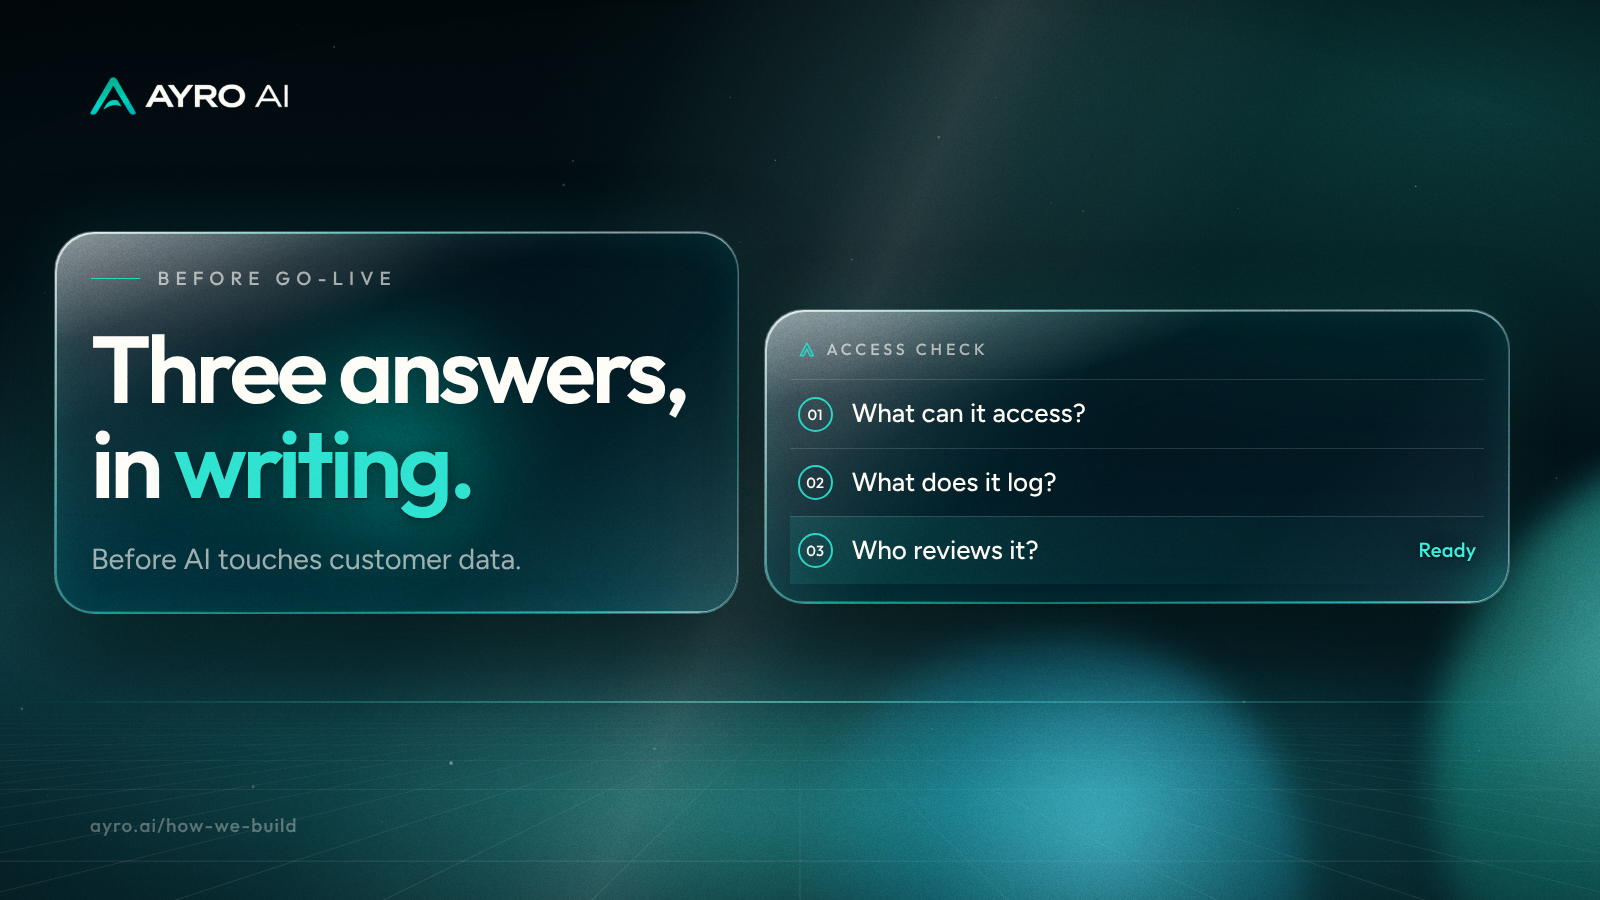 AYRO AI
BEFORE GO-LIVE
Three answers,
in writing.
Before AI touches customer data.
ACCESS CHECK
01 What can it access?
02 What does it log?
03 Who reviews it? Ready
ayro.ai/how-we-build